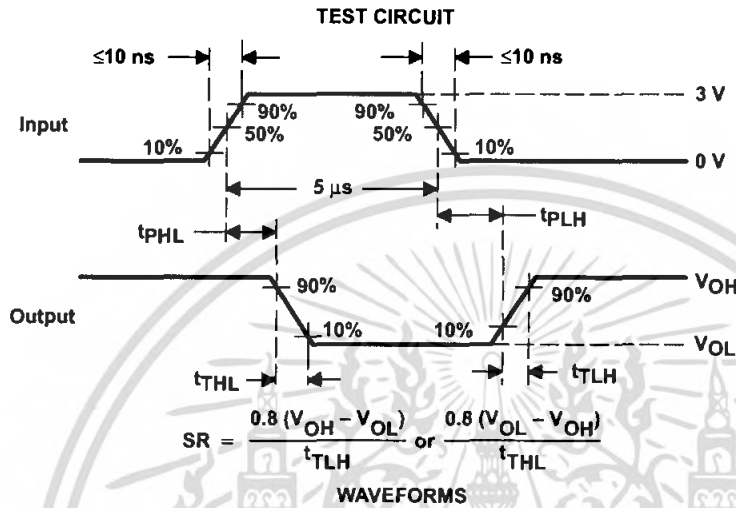 TEST CIRCUIT
≤10 ns ≤10 ns
3 V
90% 90%
Input 50% 50%
10% 10%
0 V
5 µs
tPHL tPLH
VOH
90% 90%
Output
10% 10%
VOL
tTHL tTLH
SR = 0.8 (VOH – VOL) / tTLH or 0.8 (VOL – VOH) / tTHL
WAVEFORMS